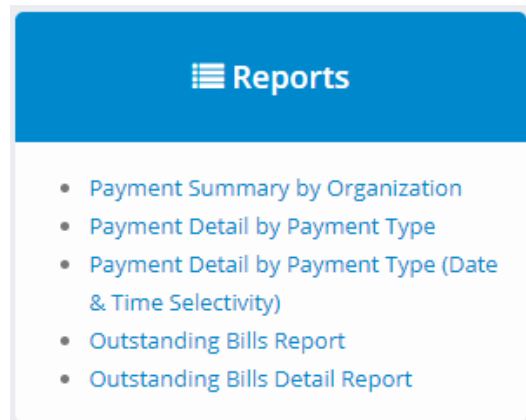 Reports
Payment Summary by Organization
Payment Detail by Payment Type
Payment Detail by Payment Type (Date
& Time Selectivity)
Outstanding Bills Report
Outstanding Bills Detail Report